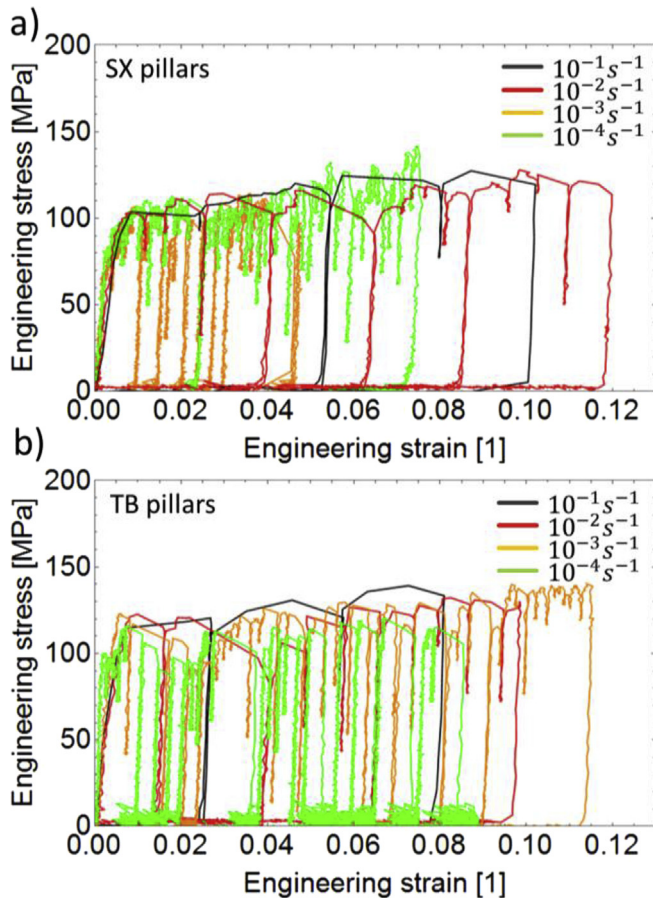 a)
200
150
100
50
0
Engineering stress [MPa]
SX pillars
10⁻¹s⁻¹
10⁻²s⁻¹
10⁻³s⁻¹
10⁻⁴s⁻¹
0.00 0.02 0.04 0.06 0.08 0.10 0.12
Engineering strain [1]
b)
200
150
100
50
0
Engineering stress [MPa]
TB pillars
10⁻¹s⁻¹
10⁻²s⁻¹
10⁻³s⁻¹
10⁻⁴s⁻¹
0.00 0.02 0.04 0.06 0.08 0.10 0.12
Engineering strain [1]